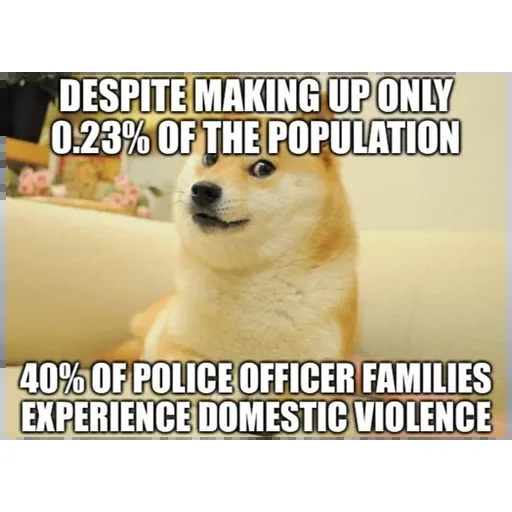 DESPITE MAKING UP ONLY
0.23% OF THE POPULATION
40% OF POLICE OFFICER FAMILIES
EXPERIENCE DOMESTIC VIOLENCE